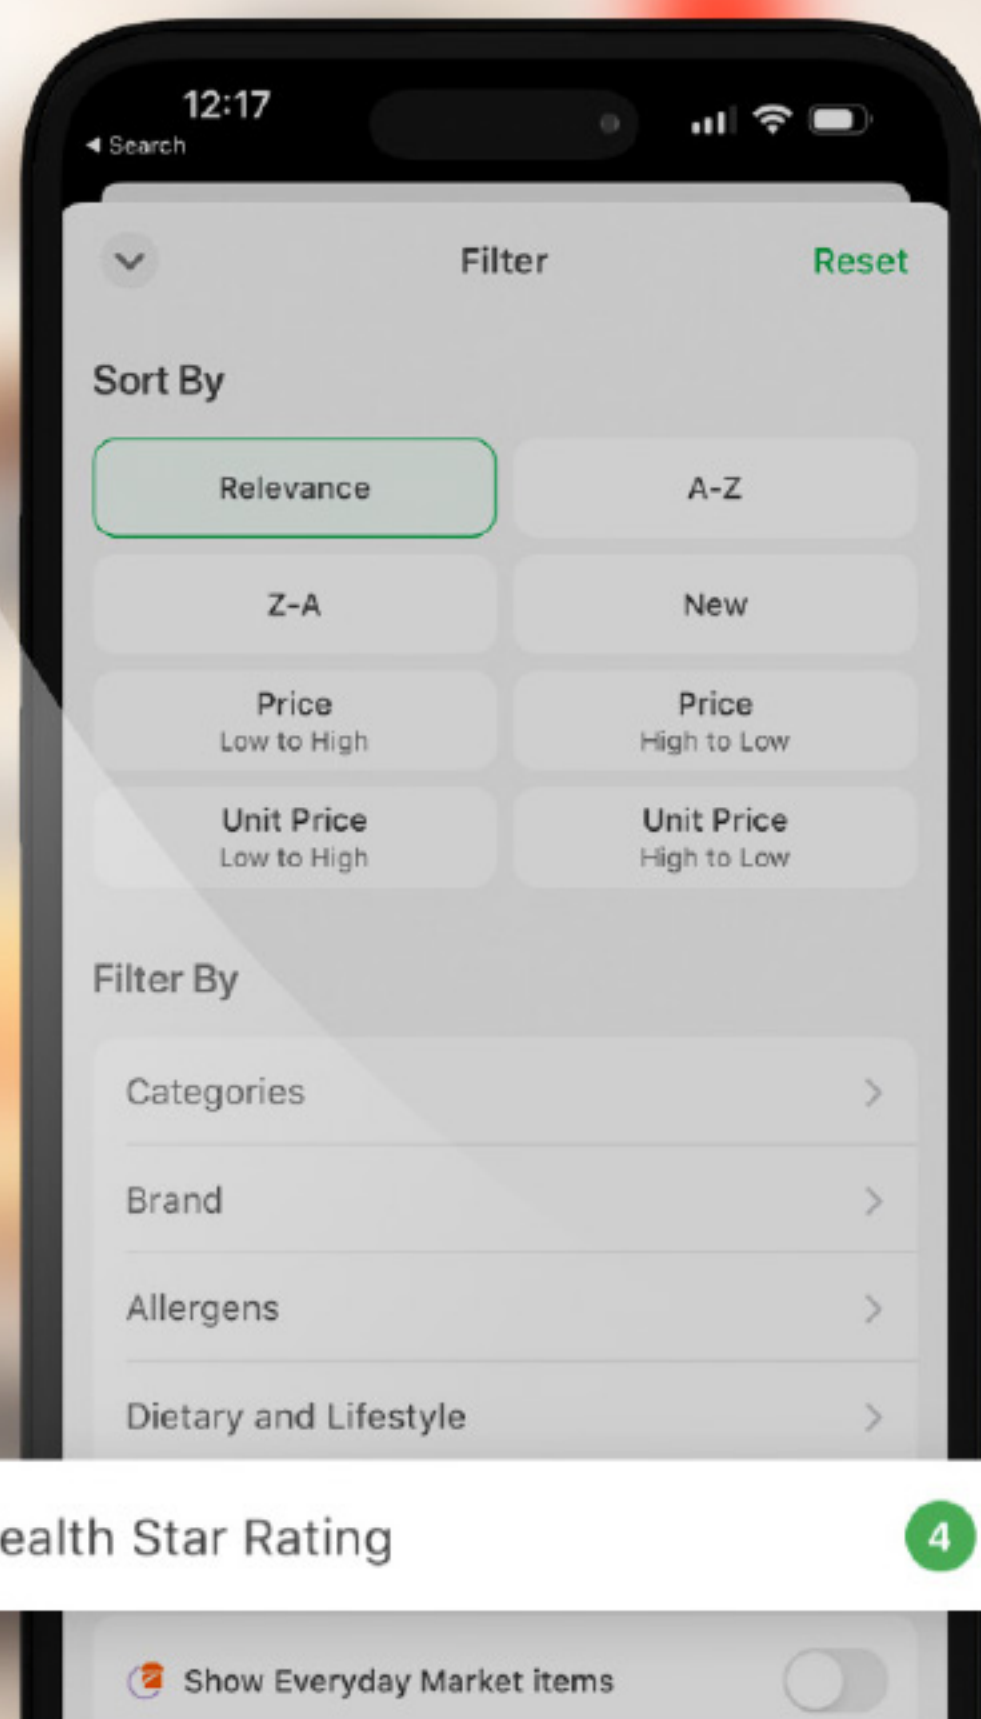 12:17
Search
Filter
Reset
Sort By
Relevance
A-Z
Z-A
New
Price
Low to High
Price
High to Low
Unit Price
Low to High
Unit Price
High to Low
Filter By
Categories
Brand
Allergens
Dietary and Lifestyle
ealth Star Rating
4
Show Everyday Market items